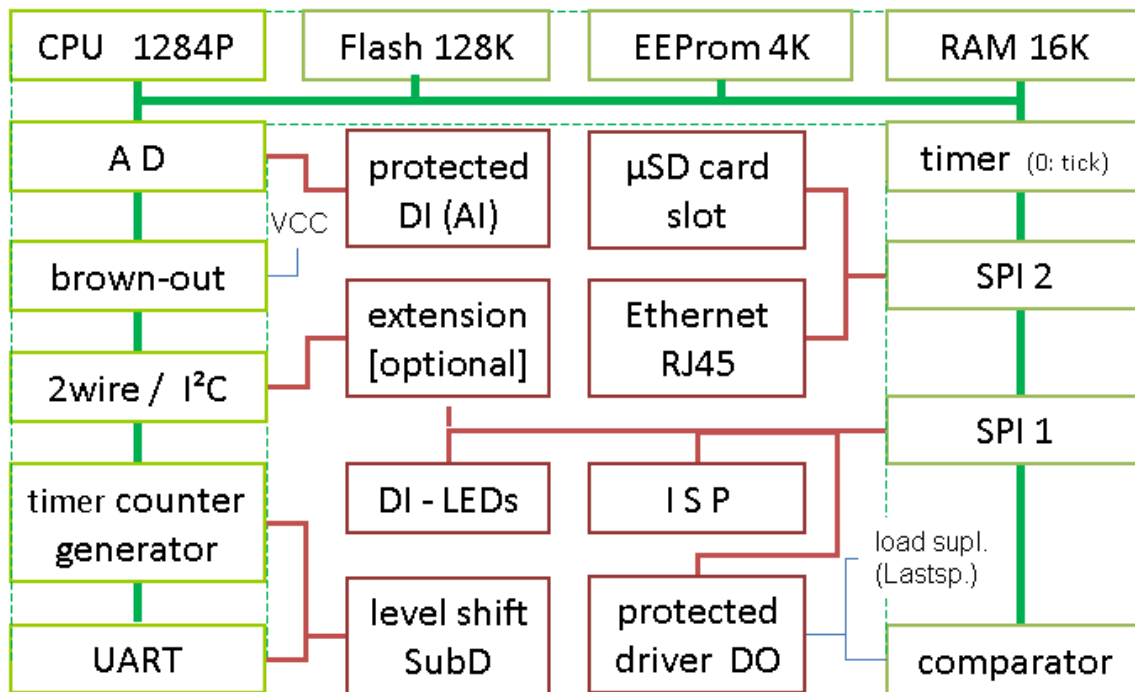 CPU 1284P
Flash 128K
EEProm 4K
RAM 16K
A D
protected
DI (AI)
µSD card
slot
timer (0: tick)
VCC
brown-out
extension
[optional]
Ethernet
RJ45
SPI 2
2wire / I²C
SPI 1
timer counter
generator
DI - LEDs
I S P
load supl.
(Lastsp.)
level shift
SubD
protected
driver DO
UART
comparator